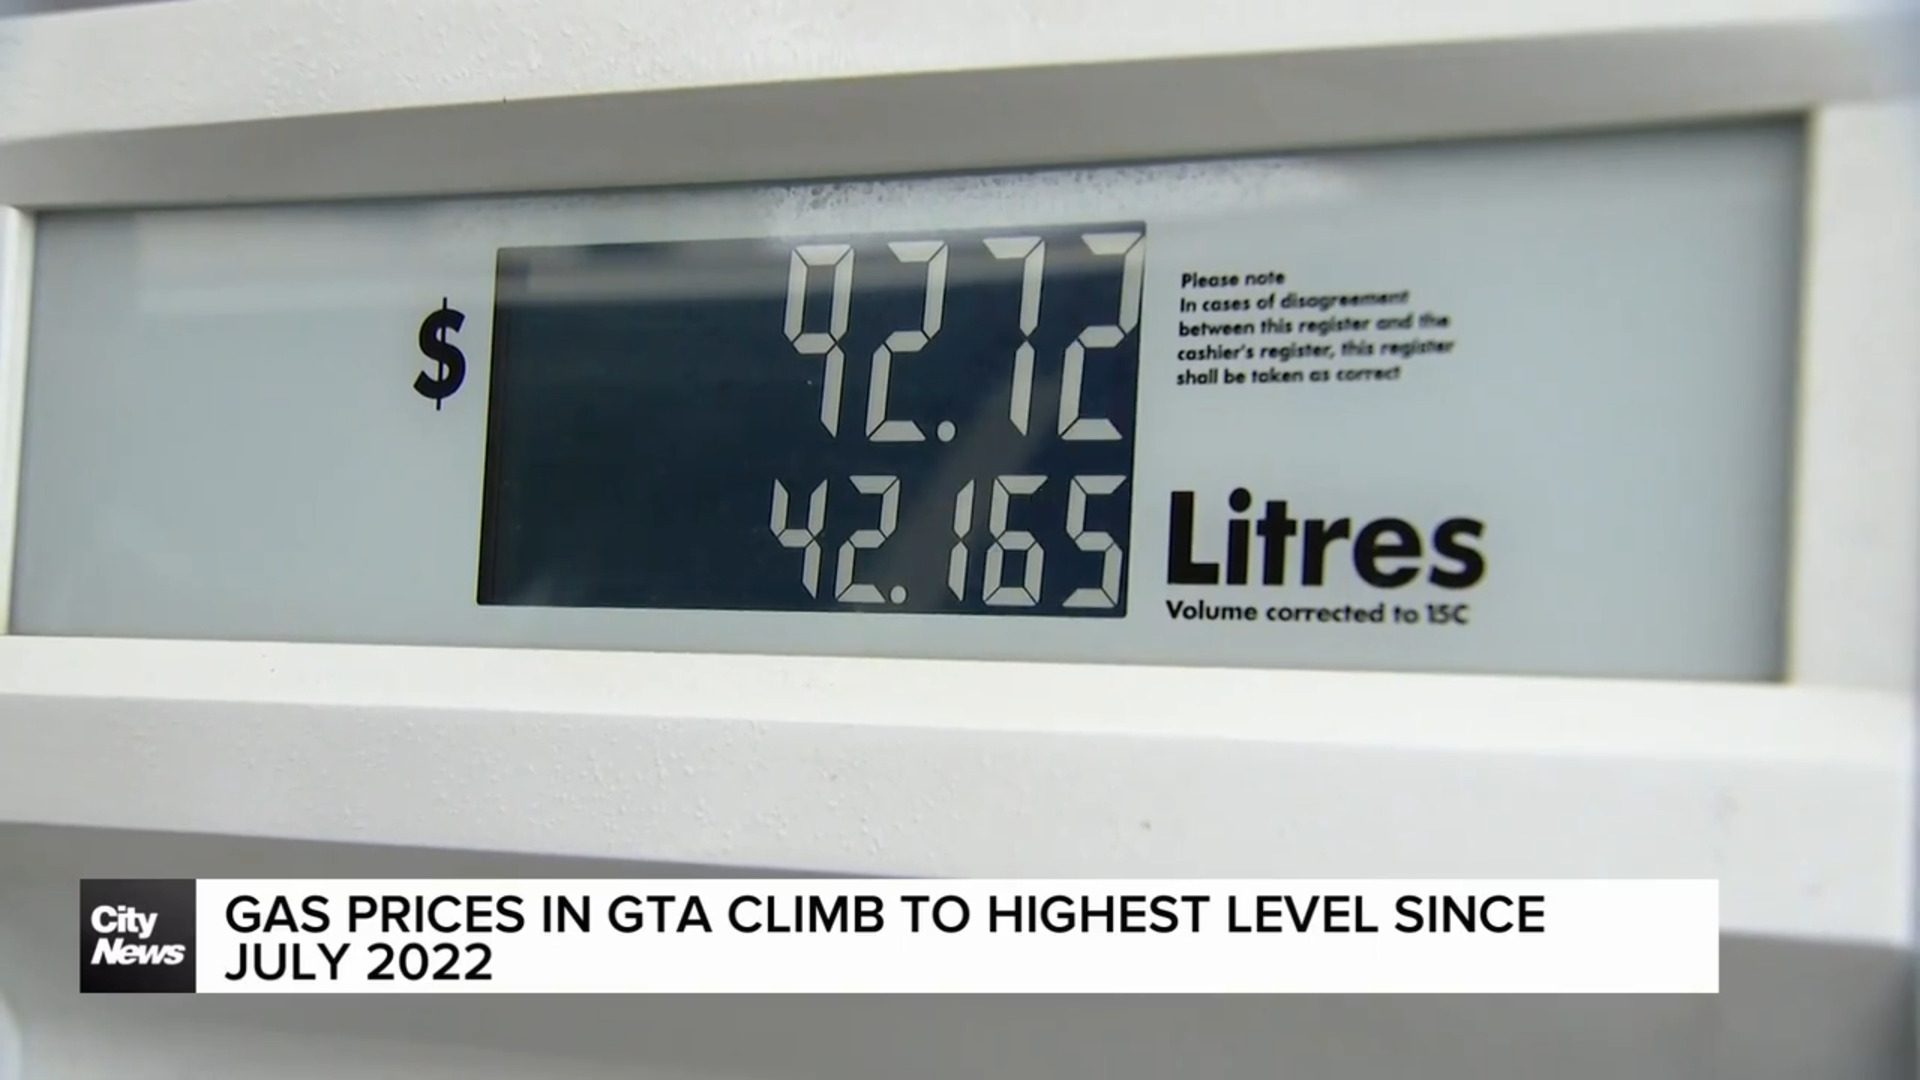 $
92.72
Please note
In cases of disagreement
between this register and the
cashier's register, this register
shall be taken as correct
42.165
Litres
Volume corrected to 15C
City
News
GAS PRICES IN GTA CLIMB TO HIGHEST LEVEL SINCE
JULY 2022